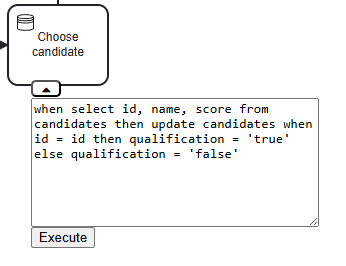 Choose
candidate
when select id, name, score from
candidates then update candidates when
id = id then qualification = 'true'
else qualification = 'false'
Execute